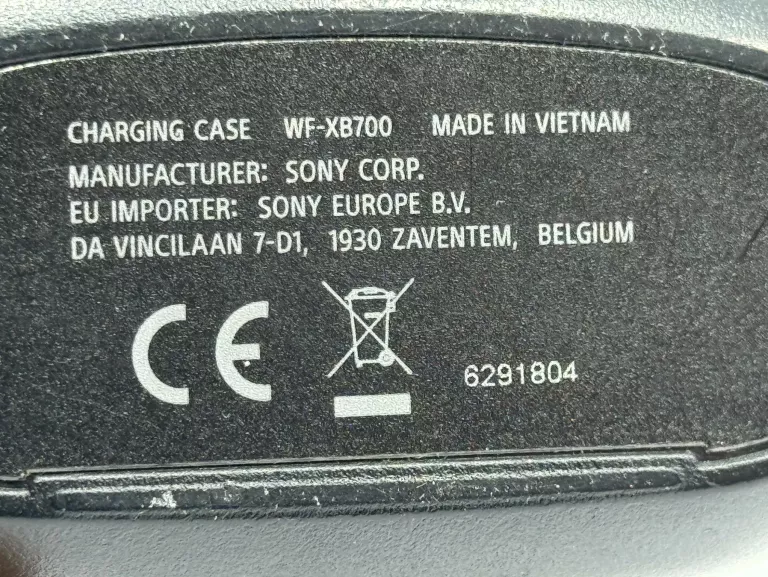 CHARGING CASE WF-XB700 MADE IN VIETNAM
MANUFACTURER: SONY CORP.
EU IMPORTER: SONY EUROPE B.V.
DA VINCILAAN 7-D1, 1930 ZAVENTEM, BELGIUM
CE
6291804